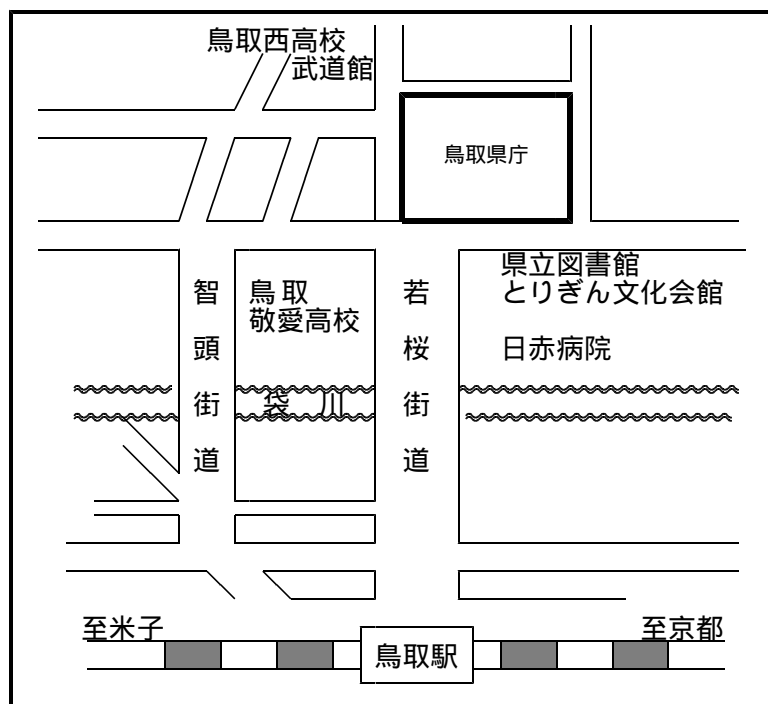 鳥取西高校
武道館
鳥取県庁
県立図書館
とりぎん文化会館
日赤病院
鳥取
敬愛高校
智頭街道
若桜街道
袋川
至米子
至京都
鳥取駅